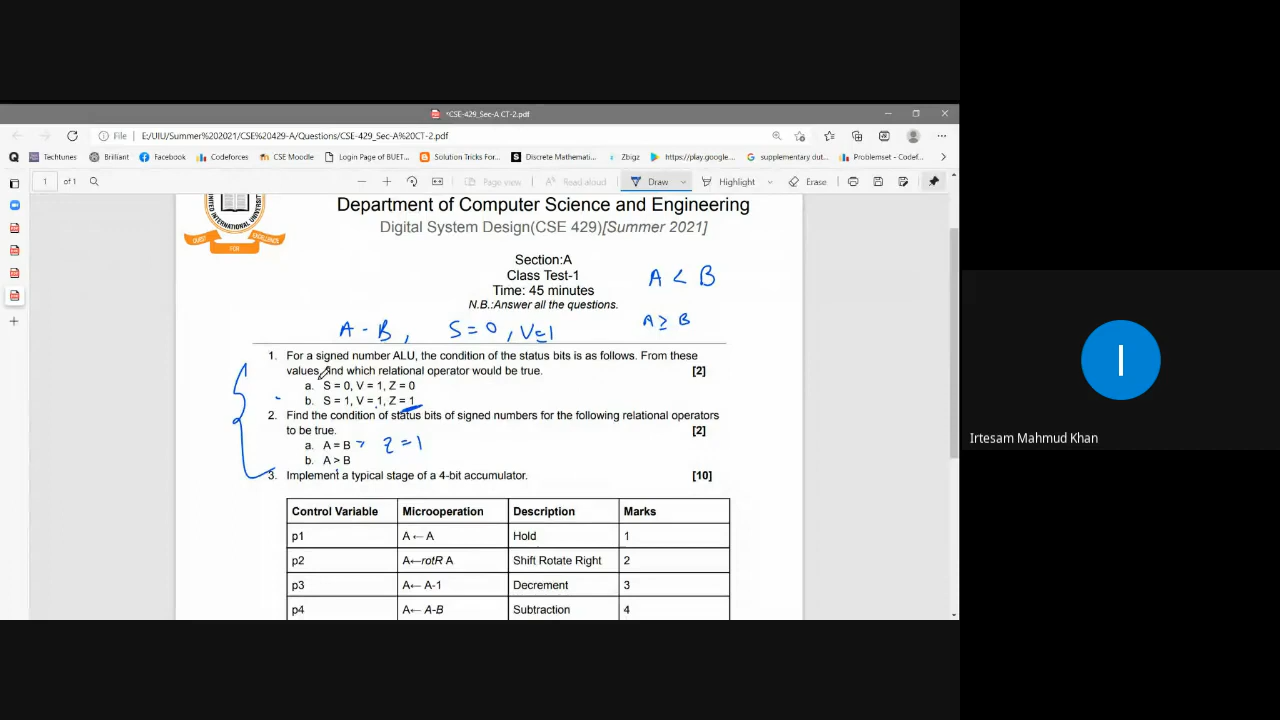 *CSE-429_Sec-A CT-2.pdf
File E:/UIU/Summer%202021/CSE%20429-A/Questions/CSE-429_Sec-A%20CT-2.pdf
Techtunes Brilliant Facebook Codeforces CSE Moodle Login Page of BUET... Solution Tricks For... Discrete Mathemati... Zbigz https://play.google... supplementary dut... Problemset - Codef...
1 of 1 Page view Read aloud Draw Highlight Erase
UNITED INTERNATIONAL UNIVERSITY
QUEST FOR EXCELLENCE
Department of Computer Science and Engineering
Digital System Design(CSE 429)[Summer 2021]
Section:A
Class Test-1
Time: 45 minutes
N.B.:Answer all the questions.
A < B
A ≥ B
A - B, S = 0, V = 1
1. For a signed number ALU, the condition of the status bits is as follows. From these
values, find which relational operator would be true. [2]
a. S = 0, V = 1, Z = 0
b. S = 1, V = 1, Z = 1
2. Find the condition of status bits of signed numbers for the following relational operators
to be true. [2]
a. A = B Z = 1
b. A > B
3. Implement a typical stage of a 4-bit accumulator. [10]
Control Variable Microoperation Description Marks
p1 A ← A Hold 1
p2 A←rotR A Shift Rotate Right 2
p3 A← A-1 Decrement 3
p4 A← A-B Subtraction 4
I
Irtesam Mahmud Khan